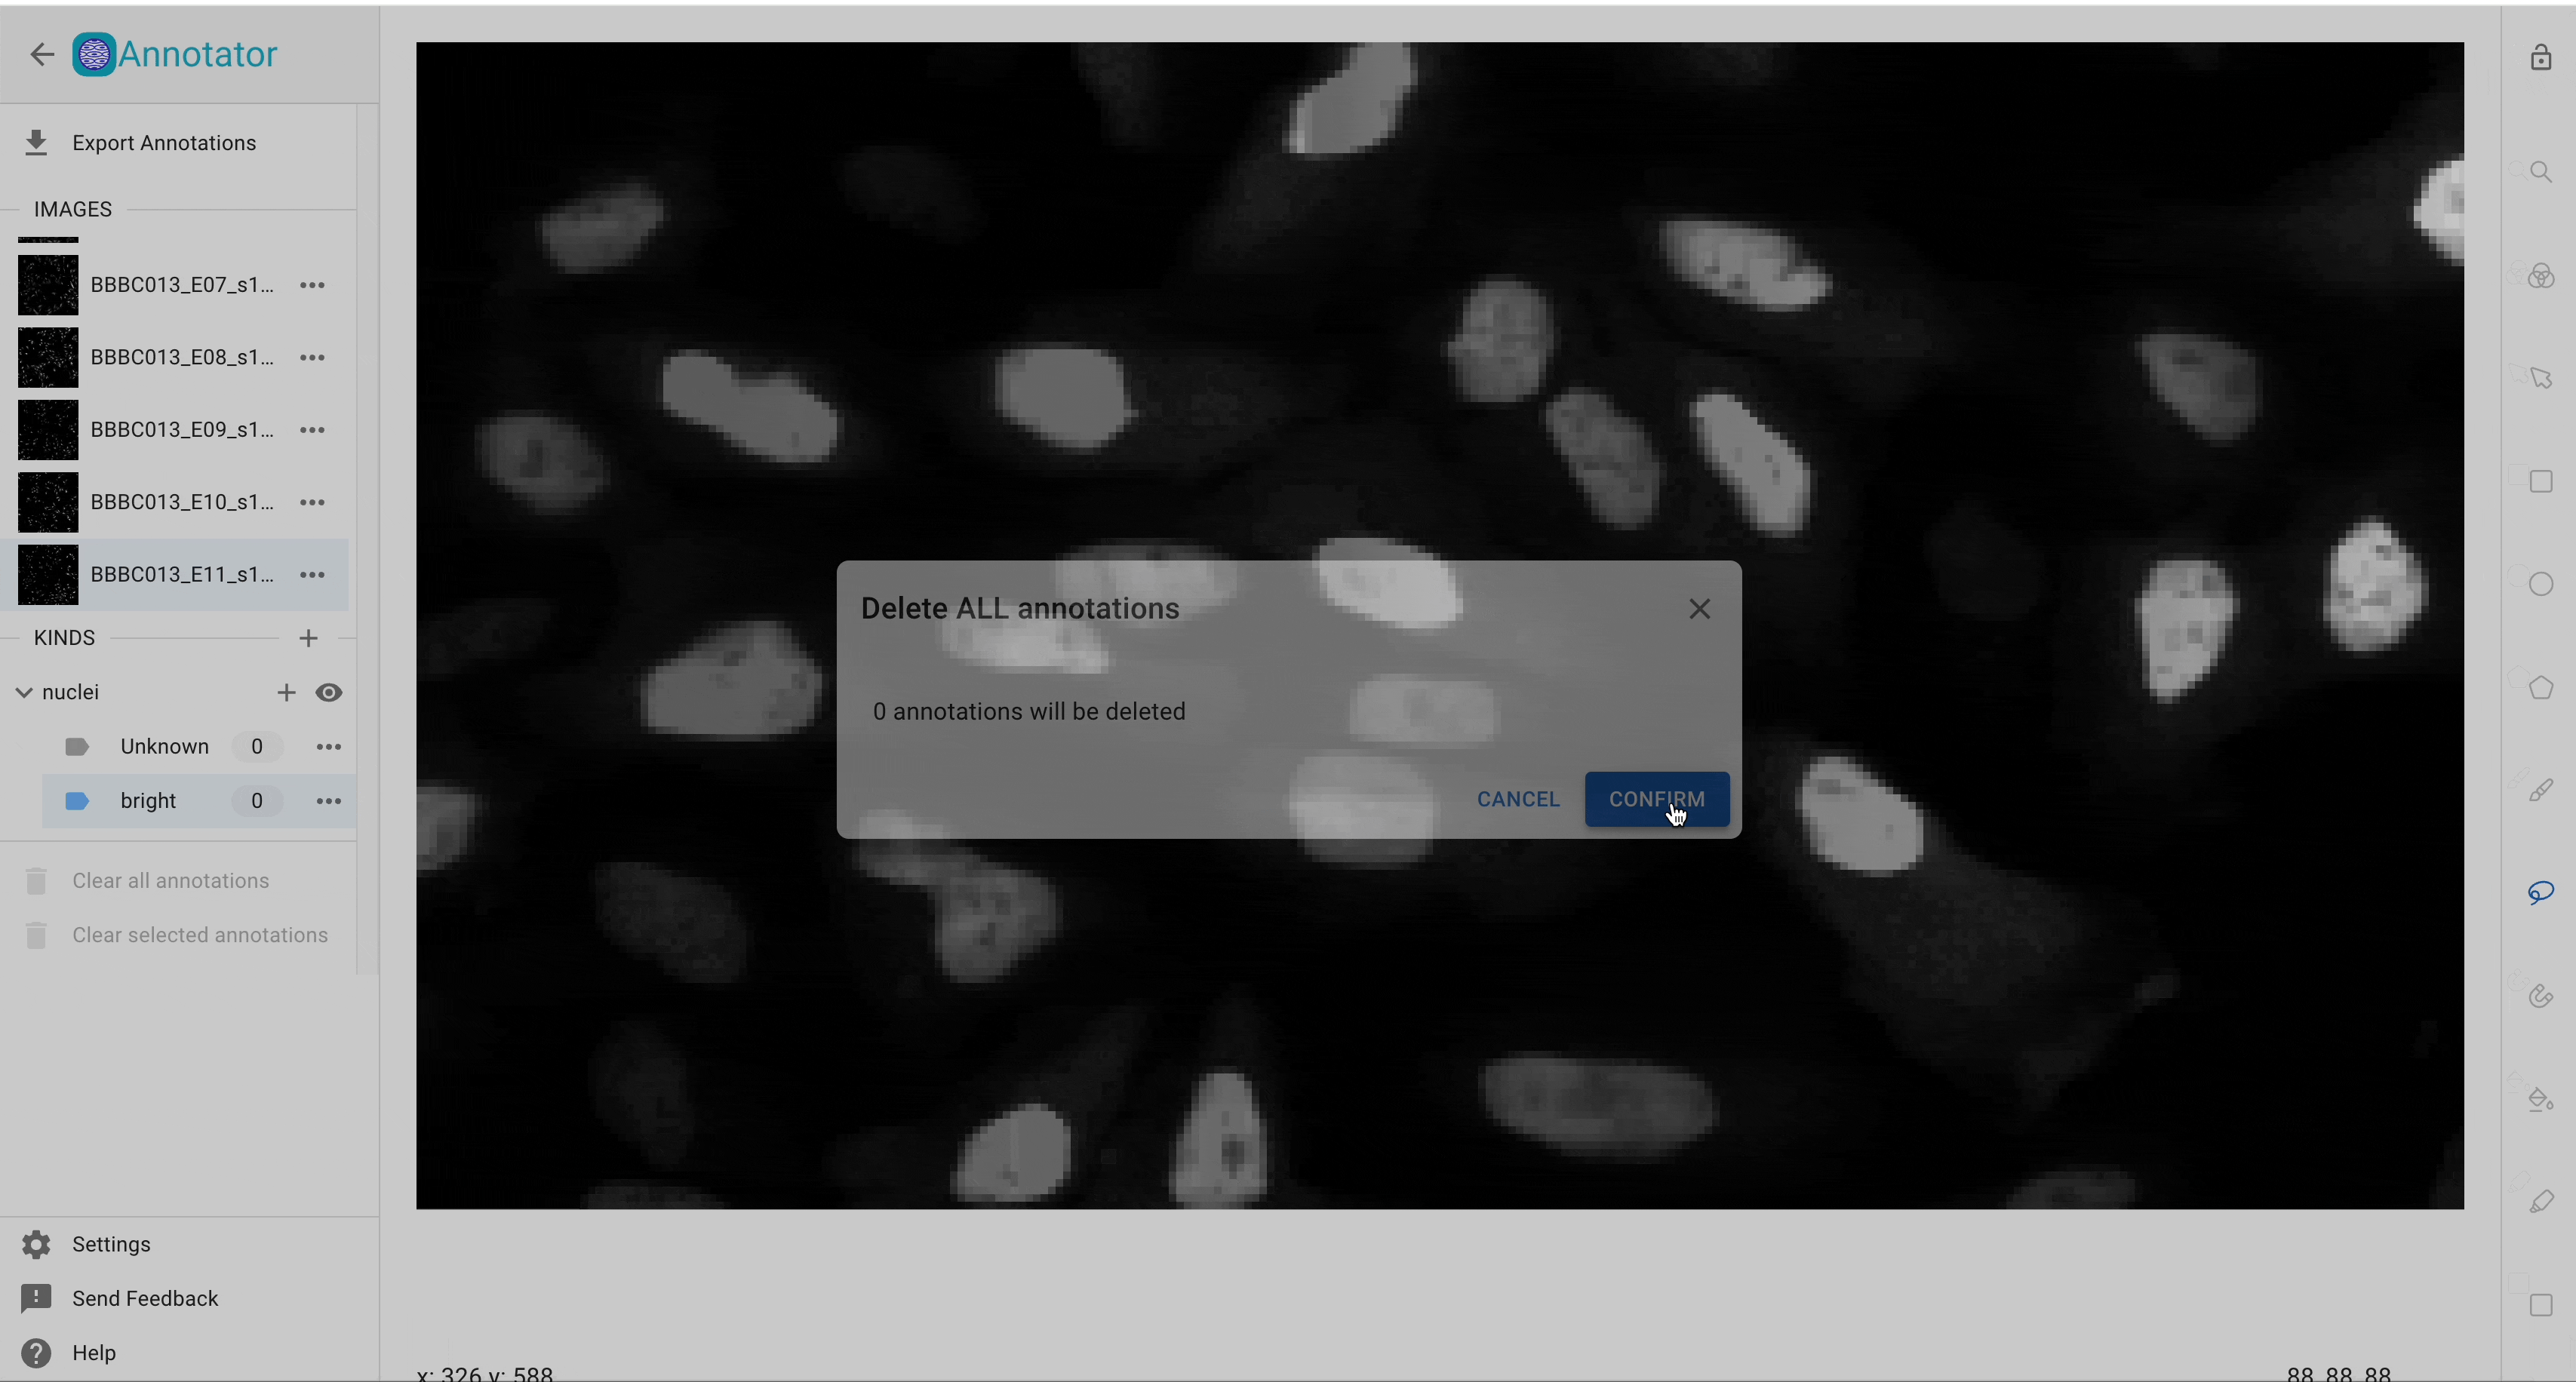 Annotator
Export Annotations
IMAGES
BBBC013_E07_s1...
BBBC013_E08_s1...
BBBC013_E09_s1...
BBBC013_E10_s1...
BBBC013_E11_s1...
KINDS
nuclei
Unknown 0
bright 0
Clear all annotations
Clear selected annotations
Settings
Send Feedback
Help
Delete ALL annotations
0 annotations will be deleted
CANCEL CONFIRM
x: 326 y: 588
88 88 88